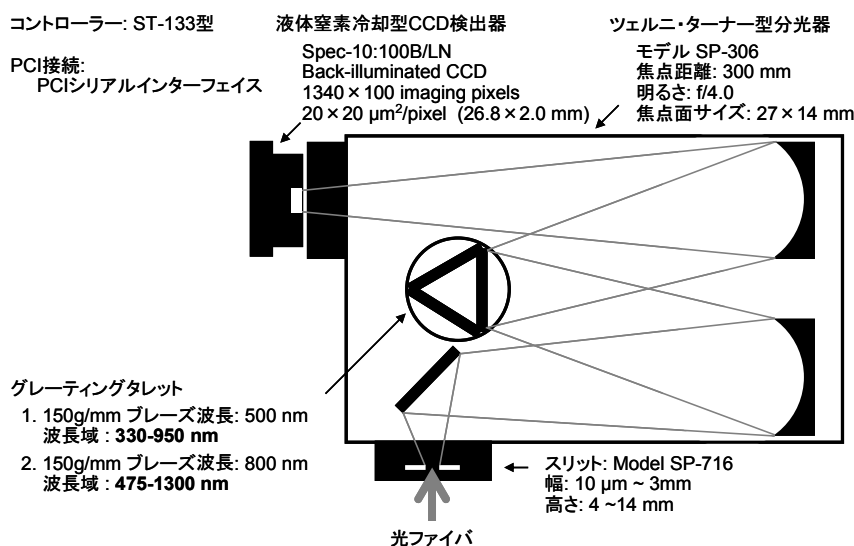 コントローラー: ST-133型
PCI接続:
PCIシリアルインターフェイス
液体窒素冷却型CCD検出器
Spec-10:100B/LN
Back-illuminated CCD
1340×100 imaging pixels
20×20 µm²/pixel (26.8×2.0 mm)
ツェルニ・ターナー型分光器
モデル SP-306
焦点距離: 300 mm
明るさ: f/4.0
焦点面サイズ: 27×14 mm
グレーティングタレット
1. 150g/mm ブレーズ波長: 500 nm
波長域 : 330-950 nm
2. 150g/mm ブレーズ波長: 800 nm
波長域 : 475-1300 nm
スリット: Model SP-716
幅: 10 µm ~ 3mm
高さ: 4 ~14 mm
光ファイバ